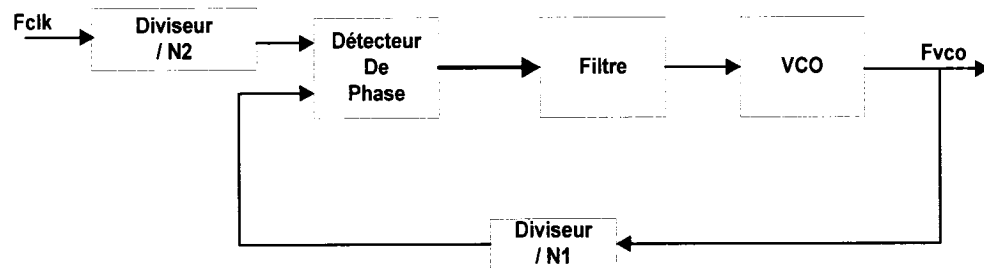 Fclk
Diviseur
/ N2
Détecteur
De
Phase
Filtre
VCO
Fvco
Diviseur
/ N1